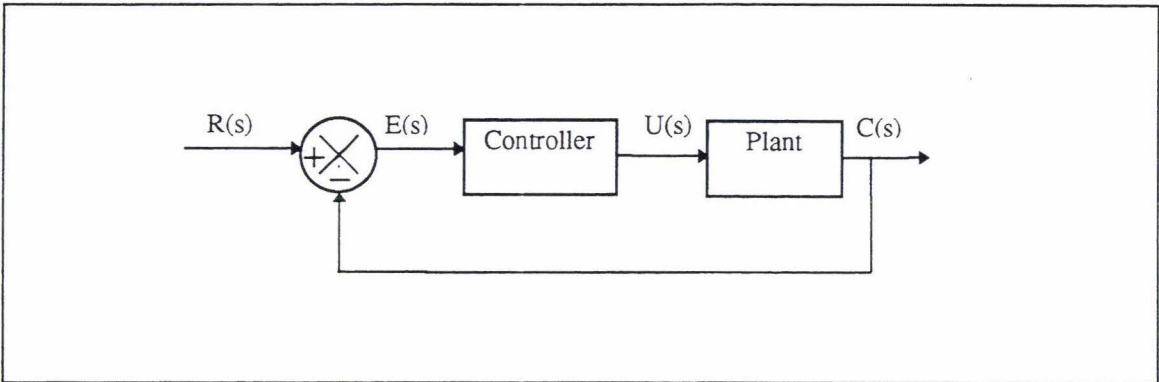 R(s)
E(s)
Controller
U(s)
Plant
C(s)
+
−